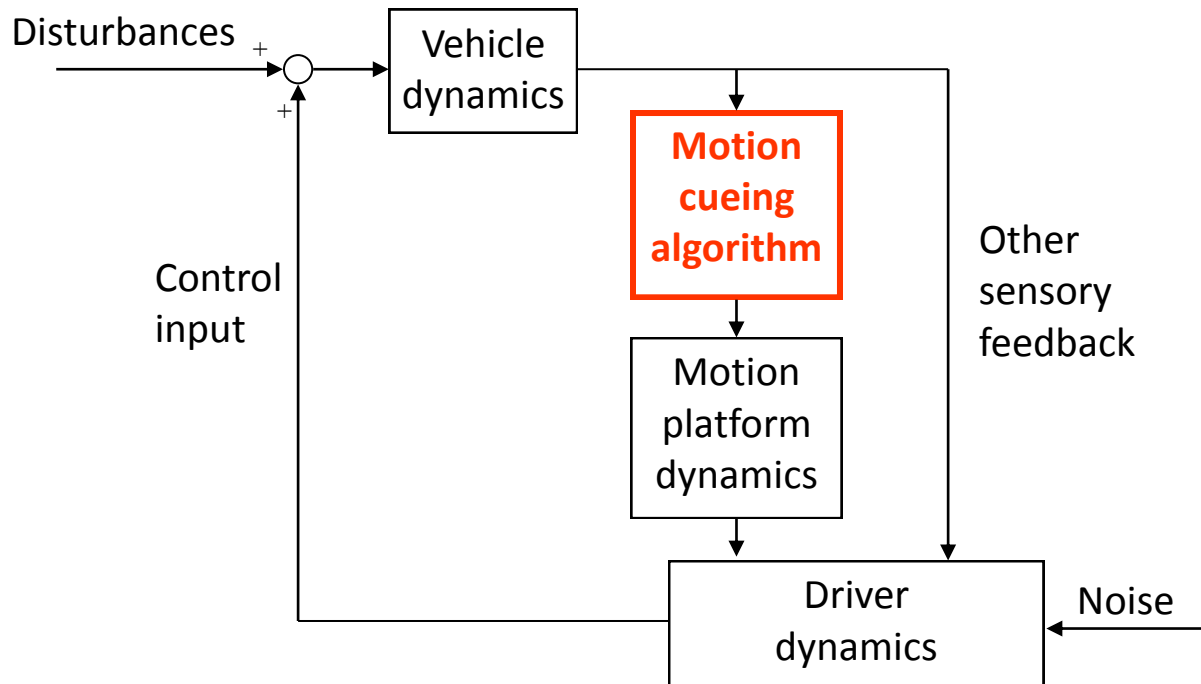 Disturbances
+
+
Vehicle
dynamics
Motion
cueing
algorithm
Other
sensory
feedback
Control
input
Motion
platform
dynamics
Driver
dynamics
Noise